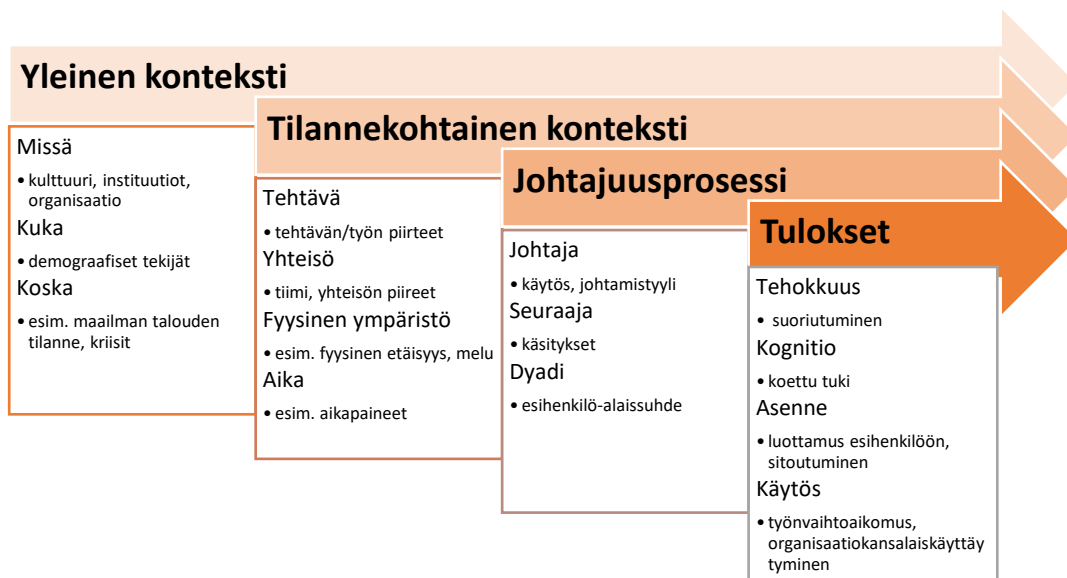 Yleinen konteksti
Missä
• kulttuuri, instituutiot,
organisaatio
Kuka
• demograafiset tekijät
Koska
• esim. maailman talouden
tilanne, kriisit
Tilannekohtainen konteksti
Tehtävä
• tehtävän/työn piirteet
Yhteisö
• tiimi, yhteisön piireet
Fyysinen ympäristö
• esim. fyysinen etäisyys, melu
Aika
• esim. aikapaineet
Johtajuusprosessi
Johtaja
• käytös, johtamistyyli
Seuraaja
• käsitykset
Dyadi
• esihenkilö-alaissuhde
Tulokset
Tehokkuus
• suoriutuminen
Kognitio
• koettu tuki
Asenne
• luottamus esihenkilöön,
sitoutuminen
Käytös
• työnvaihtoaikomus,
organisaatiokansalaiskäyttäy
tyminen